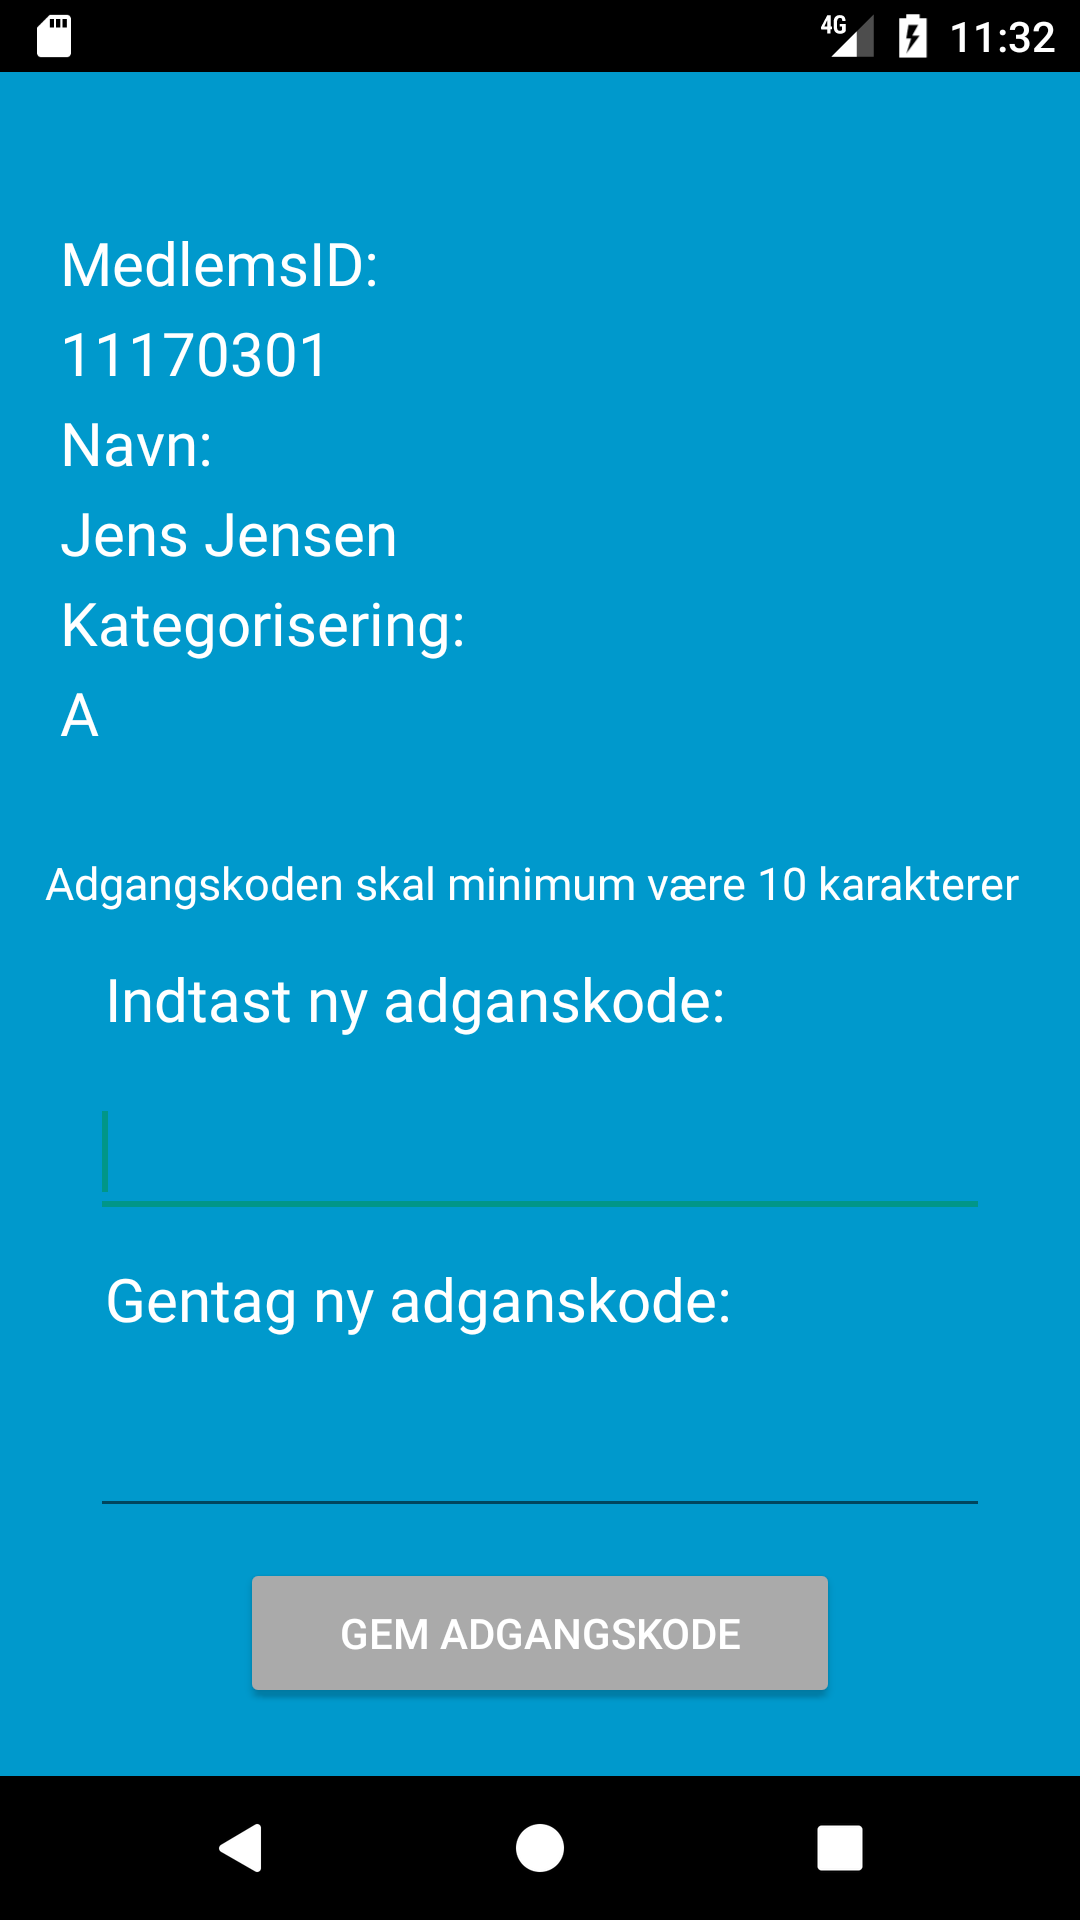 4G 11:32
MedlemsID:
11170301
Navn:
Jens Jensen
Kategorisering:
A
Adgangskoden skal minimum være 10 karakterer
Indtast ny adganskode:
Gentag ny adganskode:
GEM ADGANGSKODE